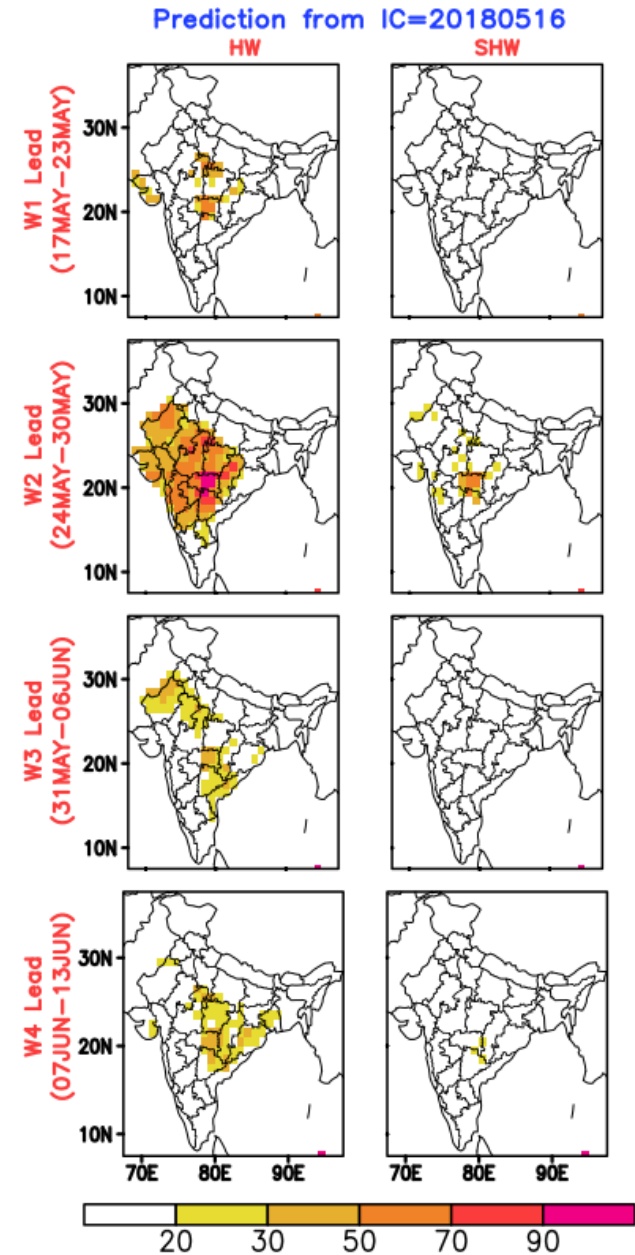 Prediction from IC=20180516
HW SHW
W1 Lead
(17MAY−23MAY)
30N
20N
10N
W2 Lead
(24MAY−30MAY)
30N
20N
10N
W3 Lead
(31MAY−06JUN)
30N
20N
10N
W4 Lead
(07JUN−13JUN)
30N
20N
10N
70E 80E 90E 70E 80E 90E
20 30 50 70 90